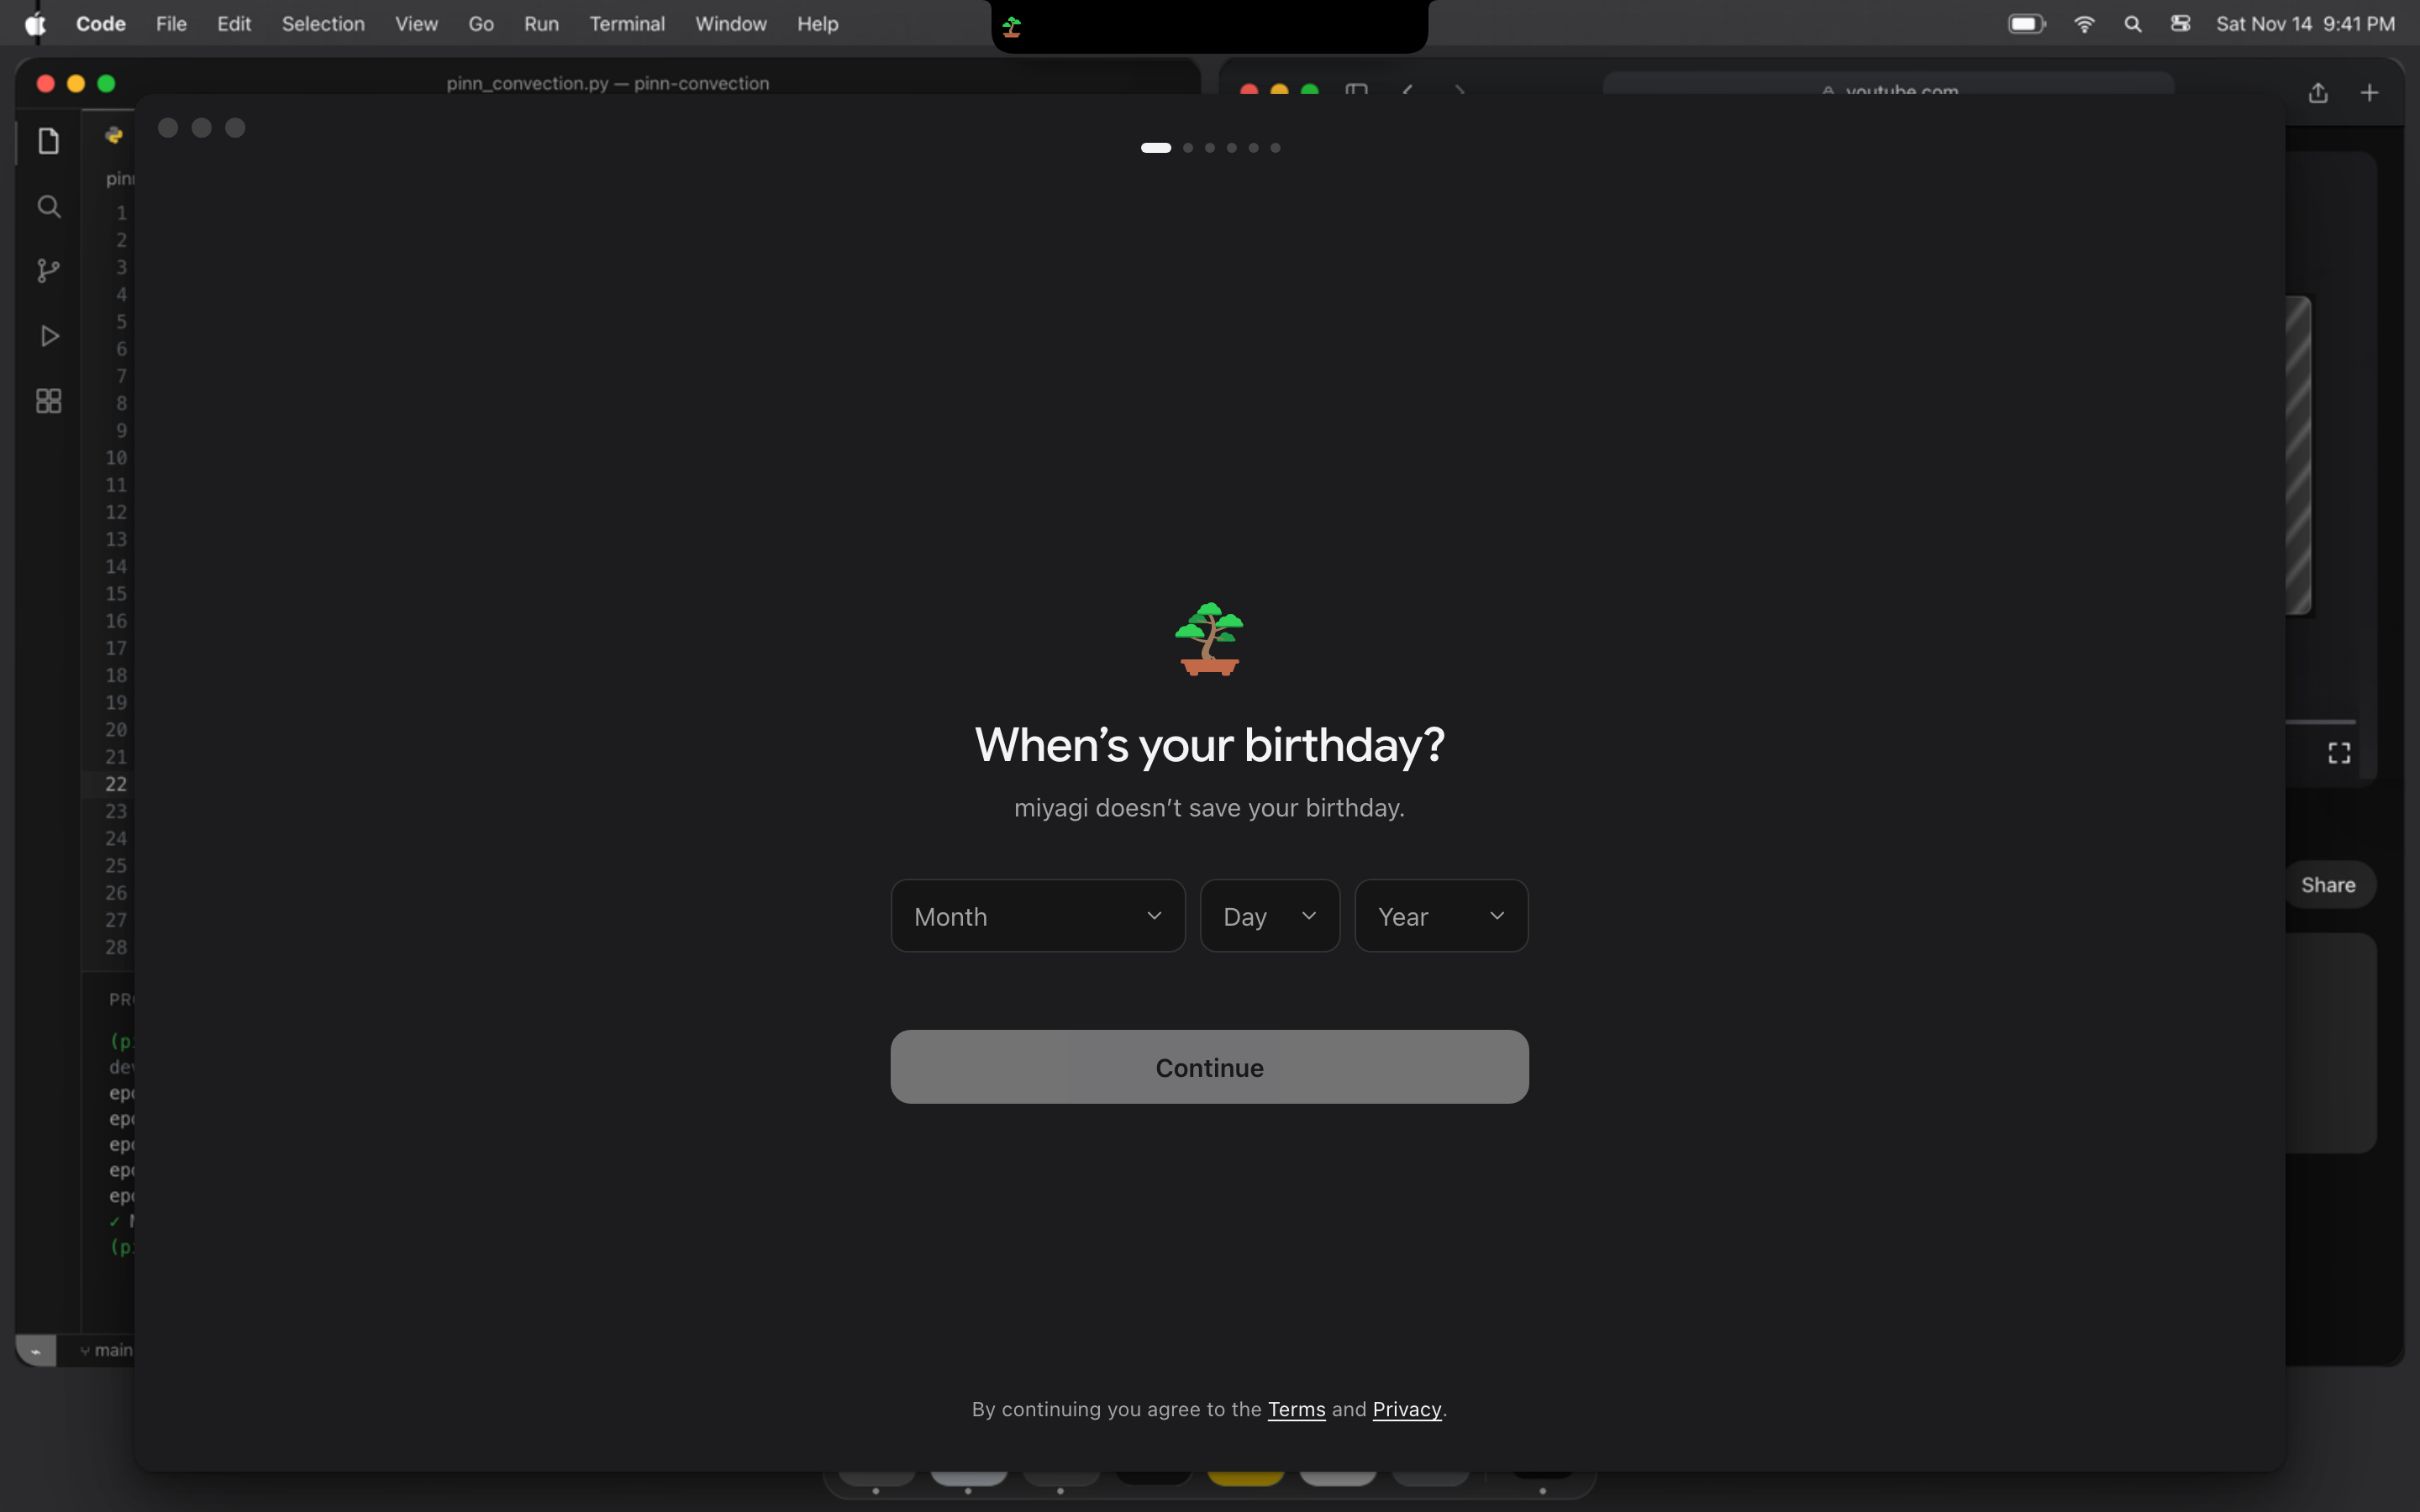 Code File Edit Selection View Go Run Terminal Window Help
Sat Nov 14 9:41 PM
pinn_convection.py — pinn-convection
youtube.com
1
2
3
4
5
6
7
8
9
10
11
12
13
14
15
16
17
18
19
20
21
22
23
24
25
26
27
28
main
When's your birthday?
miyagi doesn't save your birthday.
Month Day Year
Continue
By continuing you agree to the Terms and Privacy.
Share